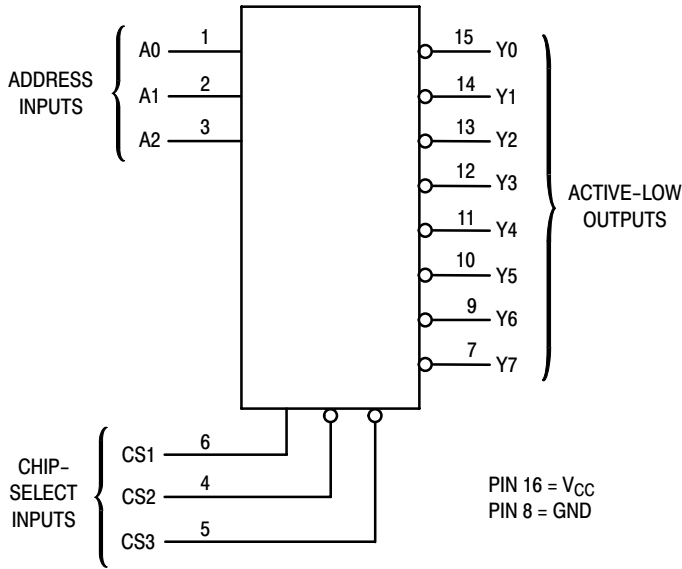 ADDRESS
INPUTS
A0 1
A1 2
A2 3
15 Y0
14 Y1
13 Y2
12 Y3
11 Y4
10 Y5
9 Y6
7 Y7
ACTIVE-LOW
OUTPUTS
CHIP-
SELECT
INPUTS
CS1 6
CS2 4
CS3 5
PIN 16 = VCC
PIN 8 = GND